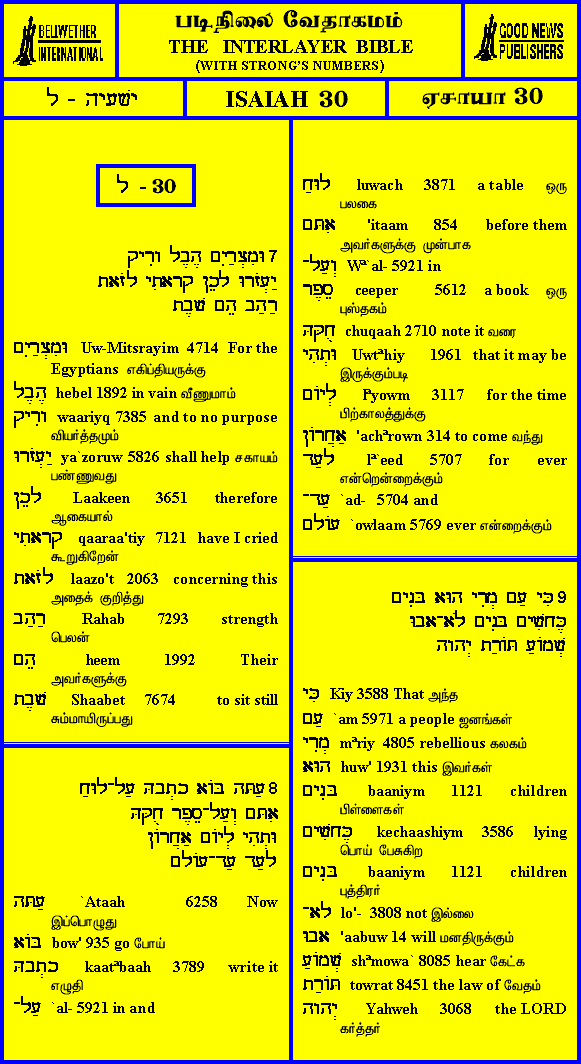 BELLWETHER
INTERNATIONAL
படிநிலை வேதாகமம்
THE INTERLAYER BIBLE
(WITH STRONG'S NUMBERS)
GOOD NEWS
PUBLISHERS
ישעיה - ל
ISAIAH 30
ஏசாயா 30
ל - 30
7 וּמִצְרַיִם הֶבֶל וּרִיק
יַעְזֹרוּ לָכֵן קָרָאתִי לָזֹאת
רַהַב הֵם שָׁבֶת
וּמִצְרַיִם Uw-Mitsrayim 4714 For the
Egyptians எகிப்தியருக்கு
הֶבֶל hebel 1892 in vain வீணுமாம்
וּרִיק waariyq 7385 and to no purpose
வியர்த்தமும்
יַעְזֹרוּ ya`zoruw 5826 shall help சகாயம்
பண்ணுவது
לָכֵן Laakeen 3651 therefore
ஆகையால்
קָרָאתִי qaaraa'tiy 7121 have I cried
கூறுகிறேன்
לָזֹאת laazo't 2063 concerning this
அதைக் குறித்து
רַהַב Rahab 7293 strength
பெலன்
הֵם heem 1992 Their
அவர்களுக்கு
שָׁבֶת Shaabet 7674 to sit still
சும்மாயிருப்பது
8 עַתָּה בּוֹא כָתְבָהּ עַל־לוּחַ
אִתָּם וְעַל־סֵפֶר חֻקָּהּ
וּתְהִי לְיוֹם אַחֲרוֹן
לָעַד עַד־עוֹלָם
עַתָּה `Ataah 6258 Now
இப்பொழுது
בּוֹא bow' 935 go போய்
כָתְבָהּ kaatªbaah 3789 write it
எழுதி
עַל־ `al- 5921 in and
לוּחַ luwach 3871 a table ஒரு
பலகை
אִתָּם 'itaam 854 before them
அவர்களுக்கு முன்பாக
וְעַל־ Wª`al- 5921 in
סֵפֶר ceeper 5612 a book ஒரு
புஸ்தகம்
חֻקָּהּ chuqaah 2710 note it வரை
וּתְהִי Uwtªhiy 1961 that it may be
இருக்கும்படி
לְיוֹם lªyowm 3117 for the time
பிற்காலத்துக்கு
אַחֲרוֹן 'achªrown 314 to come வந்து
לָעַד lª`eed 5707 for ever
என்றென்றைக்கும்
עַד־ `ad- 5704 and
עוֹלָם `owlaam 5769 ever என்றைக்கும்
9 כִּי עַם מְרִי הוּא בָּנִים
כֶּחָשִׁים בָּנִים לֹא־אָבוּ
שְׁמוֹעַ תּוֹרַת יְהוָה
כִּי Kiy 3588 That அந்த
עַם `am 5971 a people ஜனங்கள்
מְרִי mªriy 4805 rebellious கலகம்
הוּא huw' 1931 this இவர்கள்
בָּנִים baaniym 1121 children
பிள்ளைகள்
כֶּחָשִׁים kechaashiym 3586 lying
பொய் பேசுகிற
בָּנִים baaniym 1121 children
புத்திரர்
לֹא־ lo'- 3808 not இல்லை
אָבוּ 'aabuw 14 will மனதிருக்கும்
שְׁמוֹעַ shªmowa` 8085 hear கேட்க
תּוֹרַת towrat 8451 the law of வேதம்
יְהוָה Yahweh 3068 the LORD
கர்த்தர்